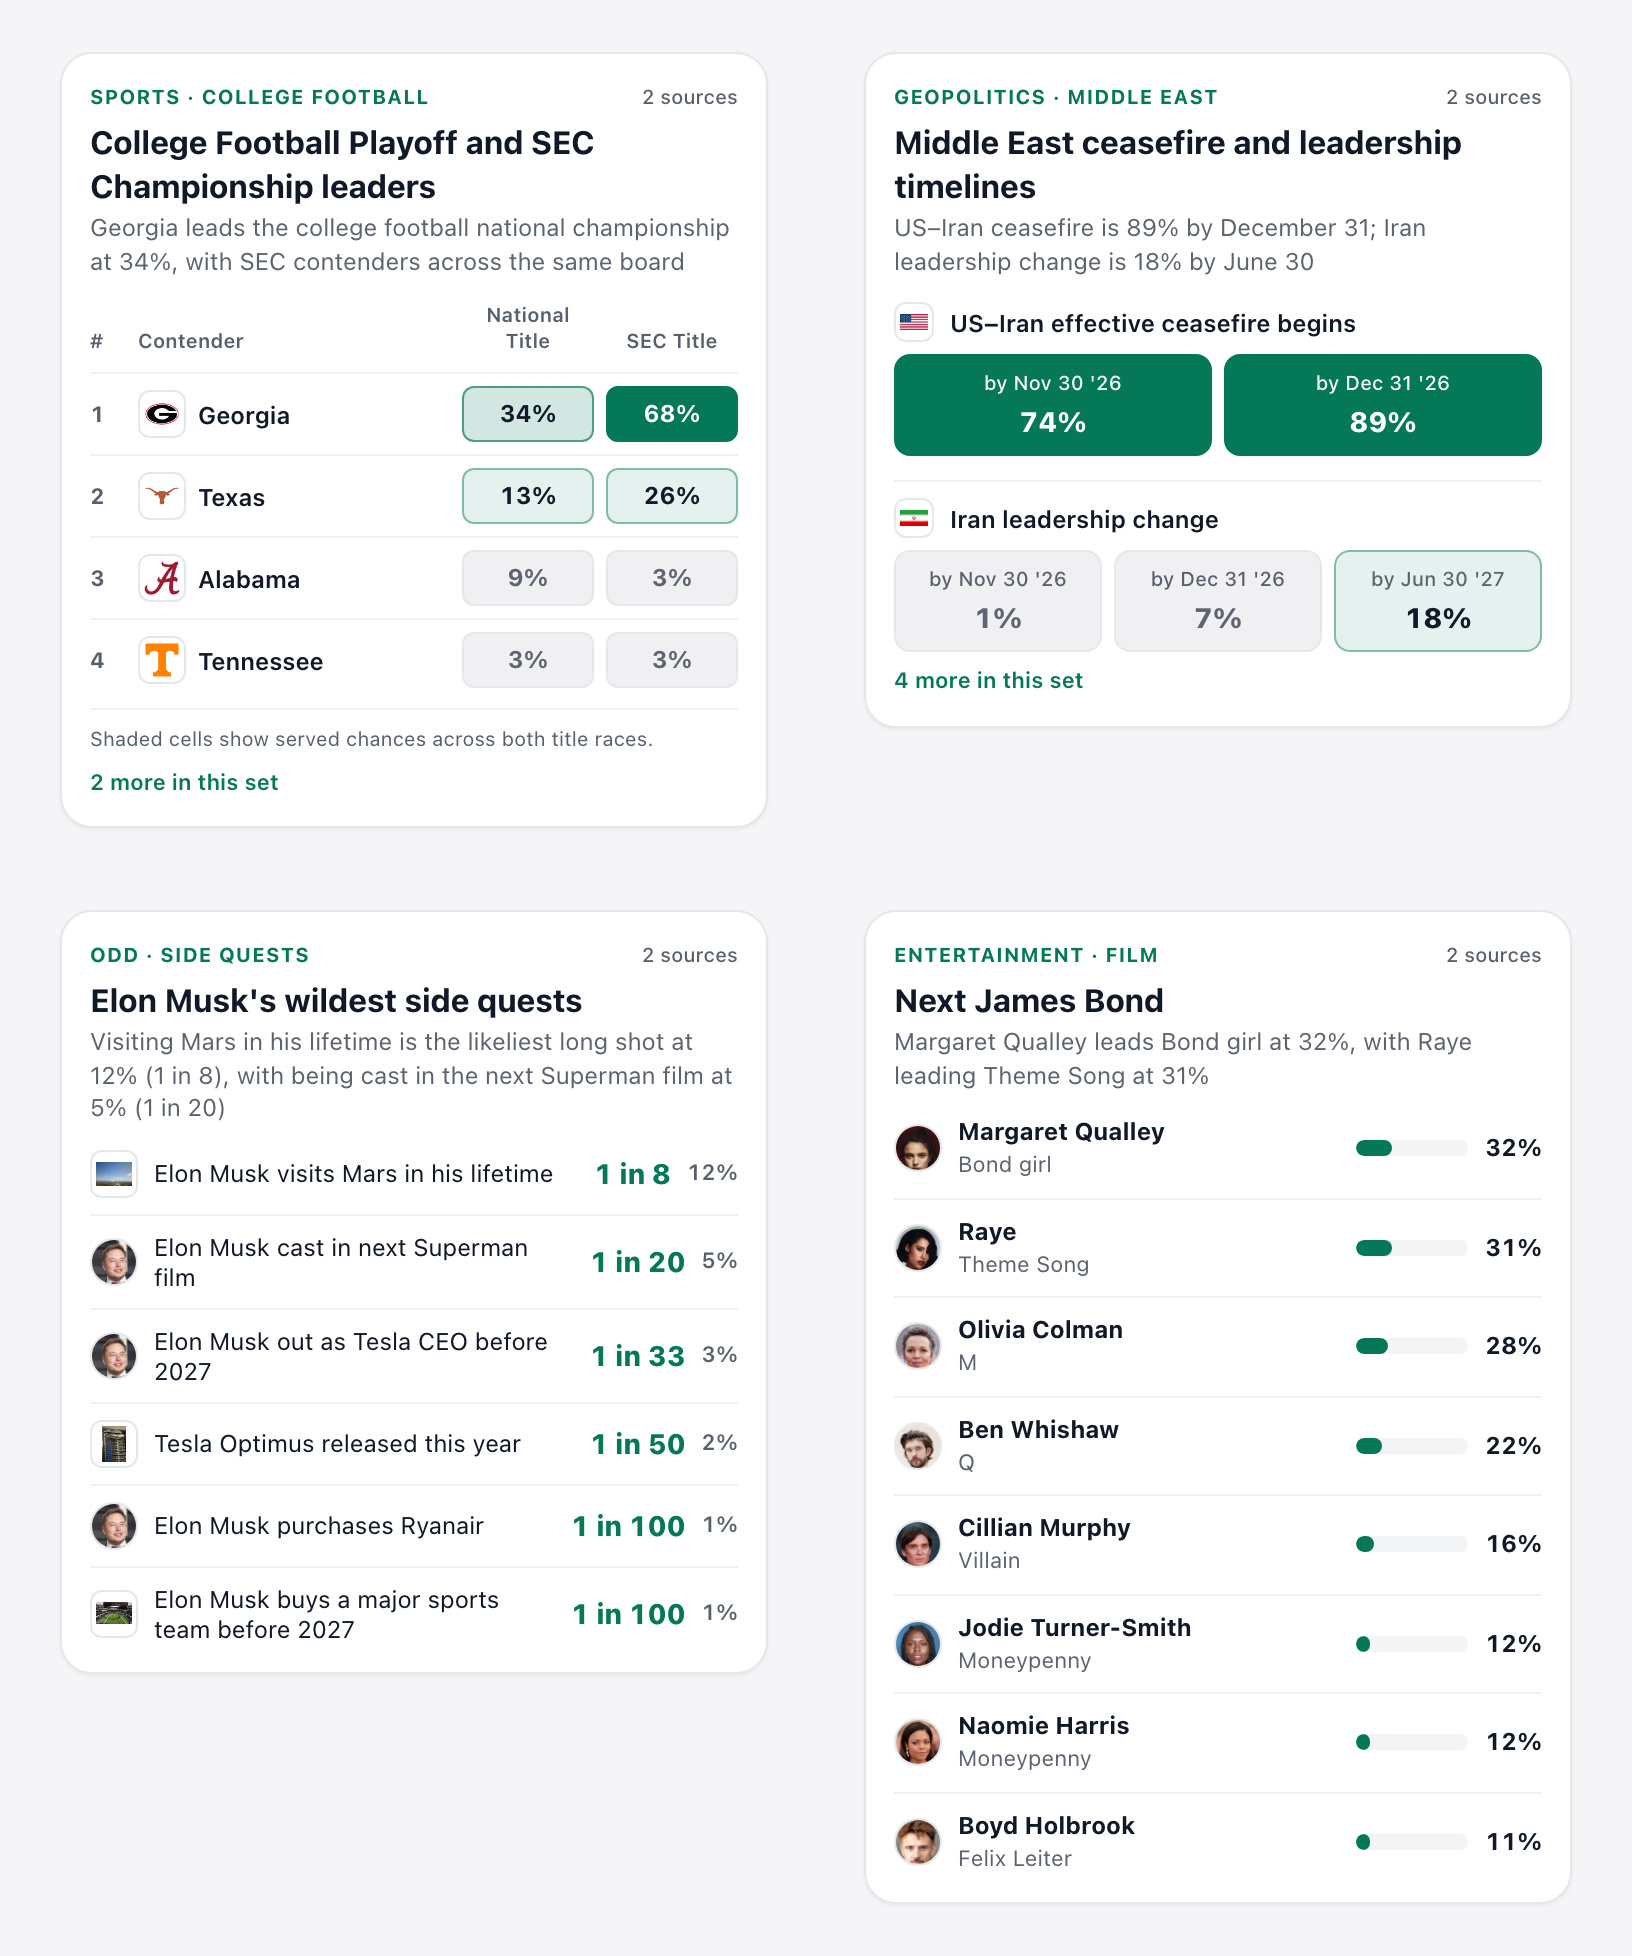 SPORTS · COLLEGE FOOTBALL
2 sources
College Football Playoff and SEC
Championship leaders
Georgia leads the college football national championship
at 34%, with SEC contenders across the same board
# Contender National Title SEC Title
1 Georgia 34% 68%
2 Texas 13% 26%
3 Alabama 9% 3%
4 Tennessee 3% 3%
Shaded cells show served chances across both title races.
2 more in this set
GEOPOLITICS · MIDDLE EAST
2 sources
Middle East ceasefire and leadership
timelines
US–Iran ceasefire is 89% by December 31; Iran
leadership change is 18% by June 30
US–Iran effective ceasefire begins
by Nov 30 '26 by Dec 31 '26
74% 89%
Iran leadership change
by Nov 30 '26 by Dec 31 '26 by Jun 30 '27
1% 7% 18%
4 more in this set
ODD · SIDE QUESTS
2 sources
Elon Musk's wildest side quests
Visiting Mars in his lifetime is the likeliest long shot at
12% (1 in 8), with being cast in the next Superman film at
5% (1 in 20)
Elon Musk visits Mars in his lifetime 1 in 8 12%
Elon Musk cast in next Superman
film
1 in 20 5%
Elon Musk out as Tesla CEO before
2027
1 in 33 3%
Tesla Optimus released this year 1 in 50 2%
Elon Musk purchases Ryanair 1 in 100 1%
Elon Musk buys a major sports
team before 2027
1 in 100 1%
ENTERTAINMENT · FILM
2 sources
Next James Bond
Margaret Qualley leads Bond girl at 32%, with Raye
leading Theme Song at 31%
Margaret Qualley
Bond girl
32%
Raye
Theme Song
31%
Olivia Colman
M
28%
Ben Whishaw
Q
22%
Cillian Murphy
Villain
16%
Jodie Turner-Smith
Moneypenny
12%
Naomie Harris
Moneypenny
12%
Boyd Holbrook
Felix Leiter
11%